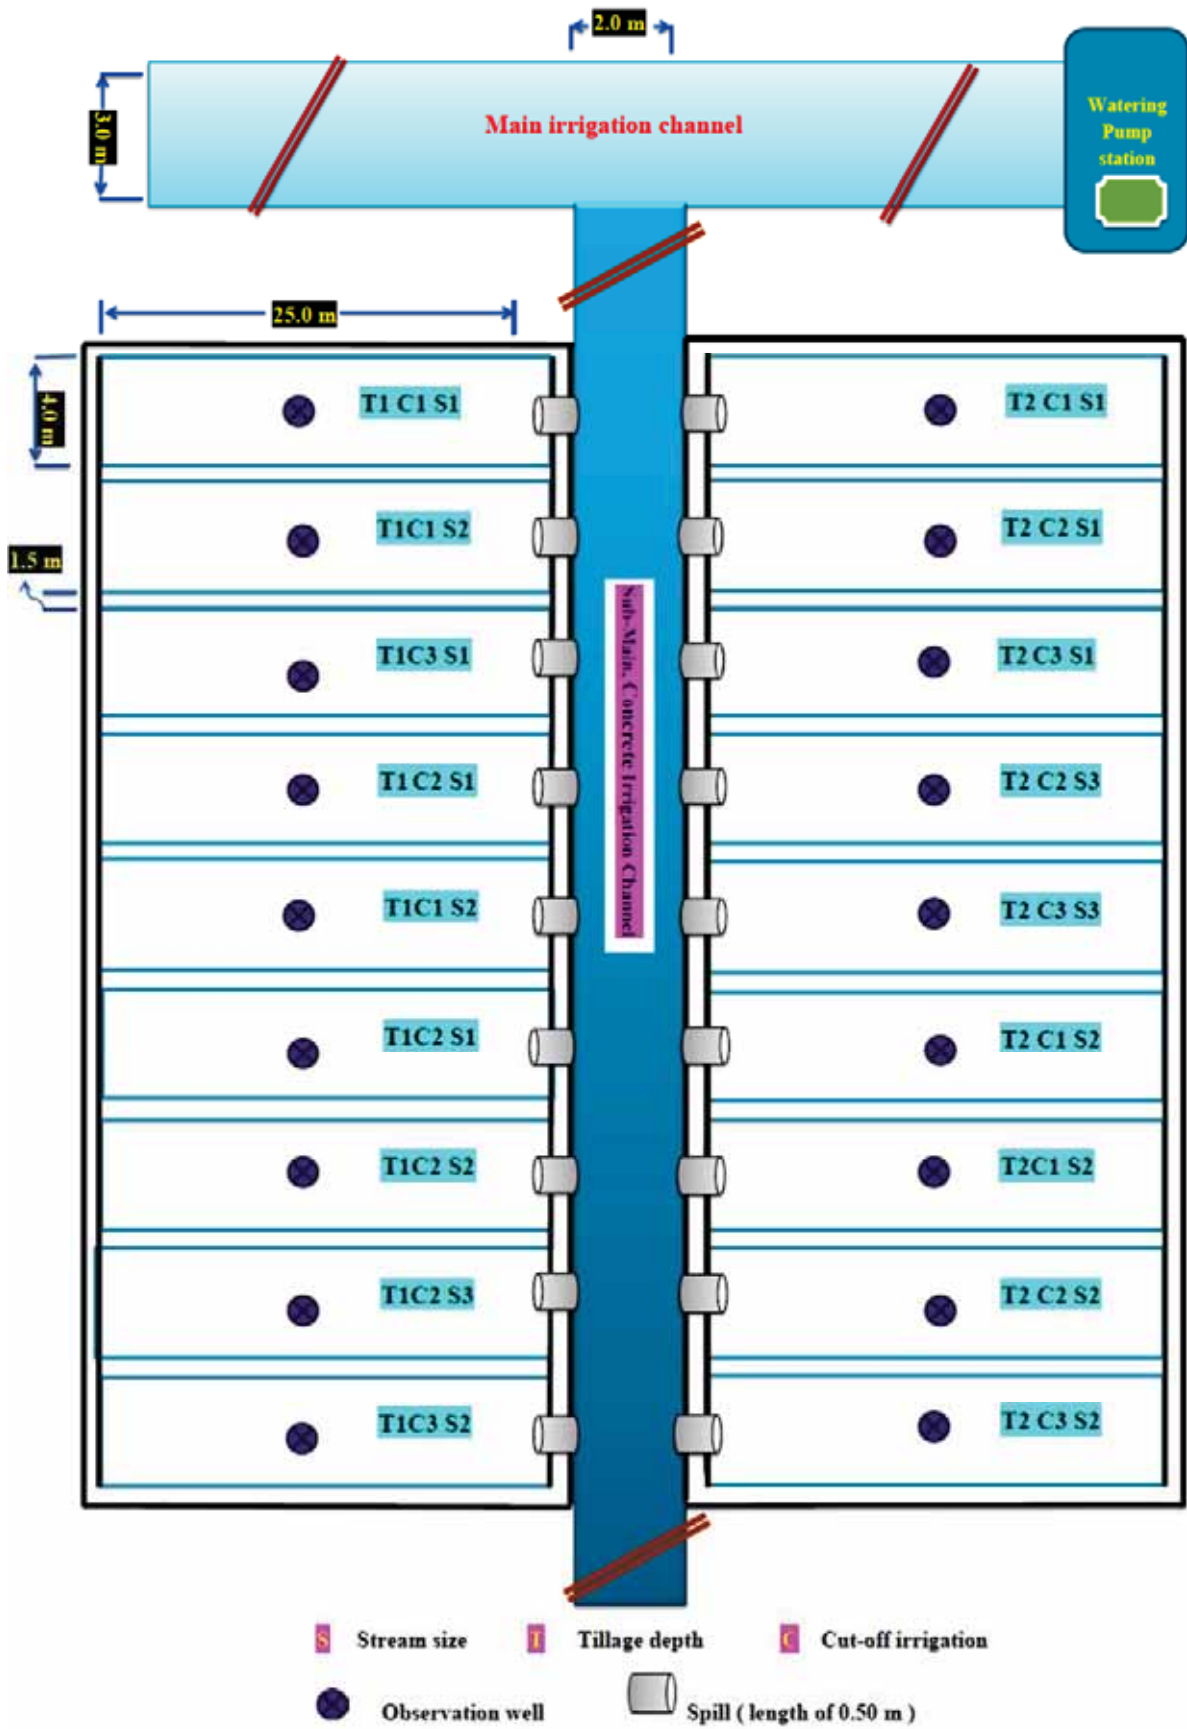 2.0 m
3.0 m
Main irrigation channel
Watering
Pump
station
25.0 m
4.0 m
1.5 m
T1 C1 S1
T2 C1 S1
T1C1 S2
T2 C2 S1
T1C3 S1
T2 C3 S1
T1 C2 S1
T2 C2 S3
T1C1 S2
T2 C3 S3
T1C2 S1
T2 C1 S2
T1C2 S2
T2C1 S2
T1C2 S3
T2 C2 S2
T1C3 S2
T2 C3 S2
Sub-Main, Concrete Irrigation Channel
S Stream size T Tillage depth C Cut-off irrigation
Observation well Spill ( length of 0.50 m )